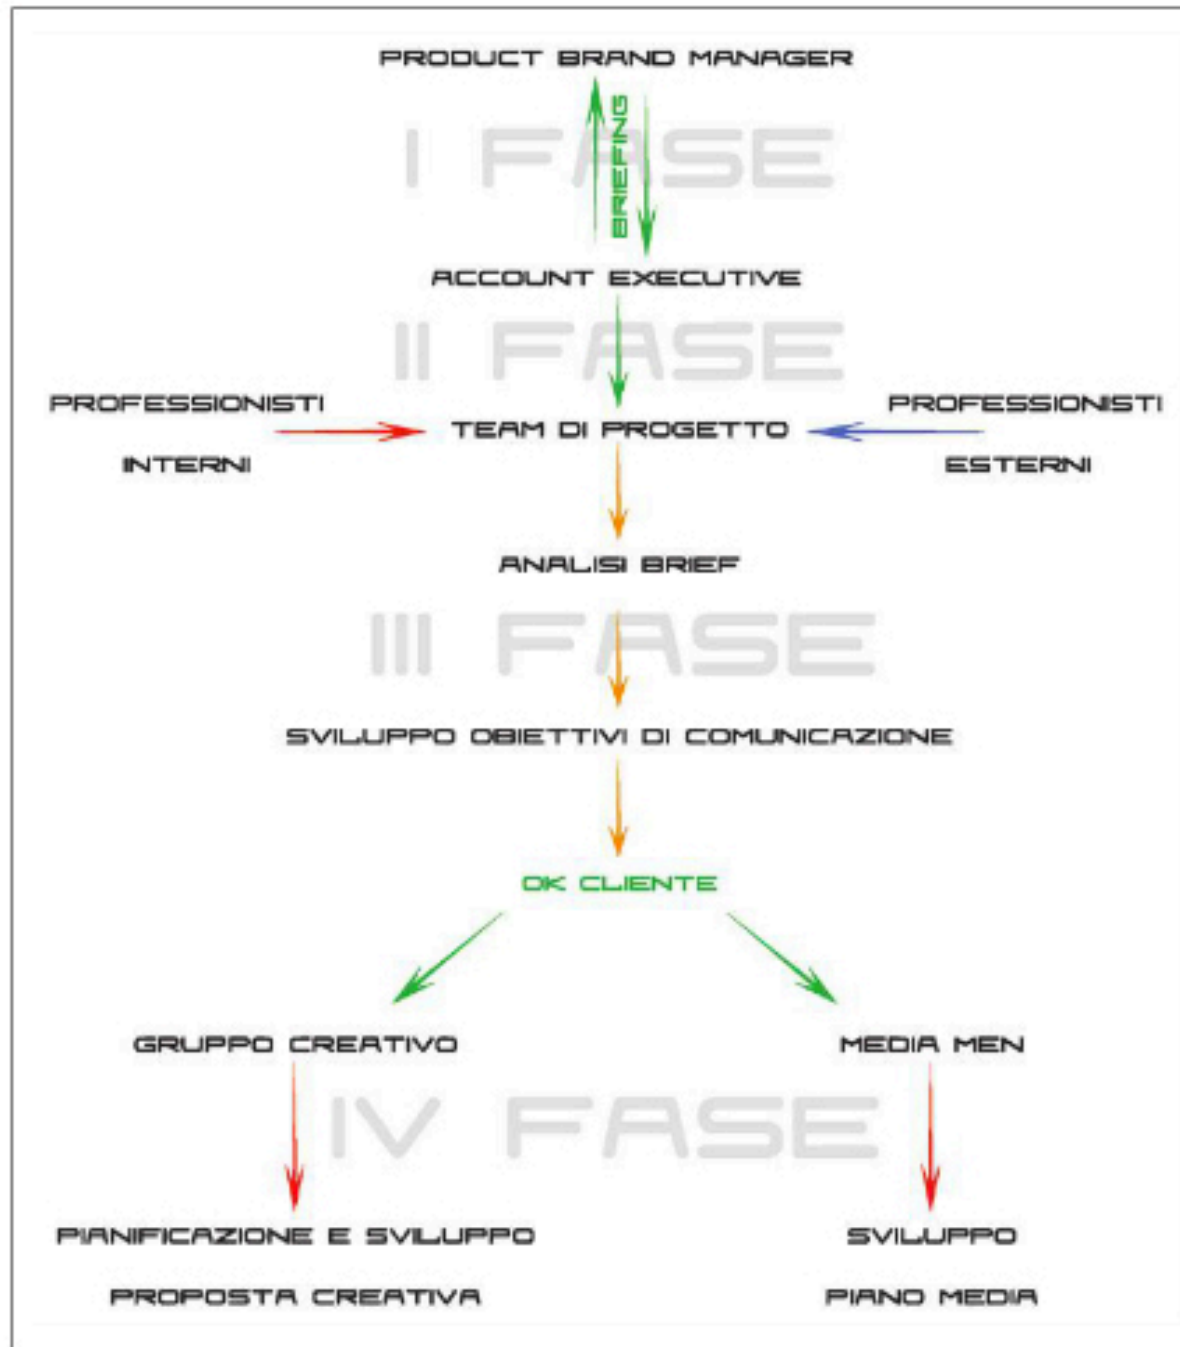 PRODUCT BRAND MANAGER
BRIEFING
I FASE
ACCOUNT EXECUTIVE
II FASE
PROFESSIONISTI
INTERNI
TEAM DI PROGETTO
PROFESSIONISTI
ESTERNI
ANALISI BRIEF
III FASE
SVILUPPO OBIETTIVI DI COMUNICAZIONE
OK CLIENTE
GRUPPO CREATIVO
MEDIA MEN
IV FASE
PIANIFICAZIONE E SVILUPPO
PROPOSTA CREATIVA
SVILUPPO
PIANO MEDIA